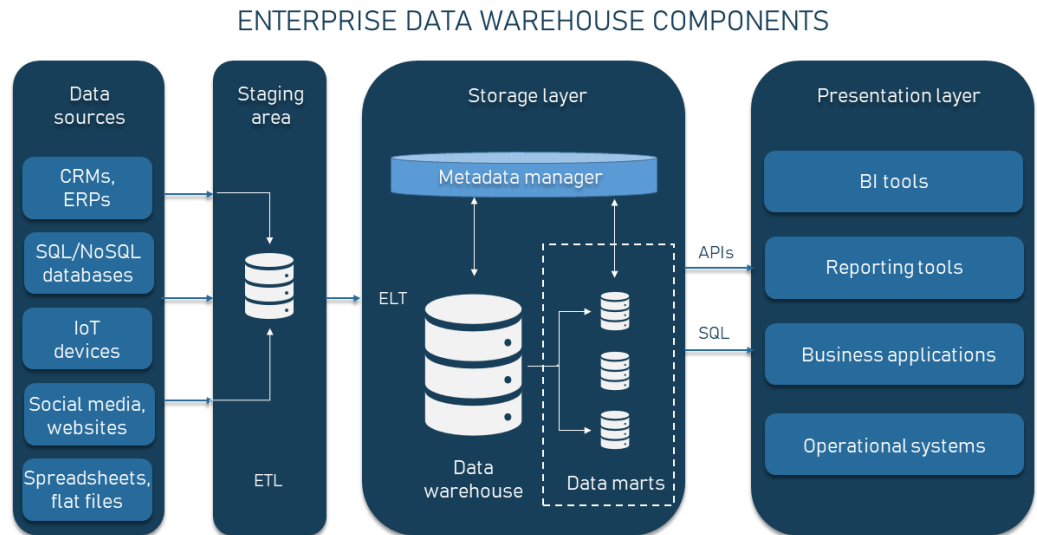 ENTERPRISE DATA WAREHOUSE COMPONENTS
Data
sources
CRMs,
ERPs
SQL/NoSQL
databases
IoT
devices
Social media,
websites
Spreadsheets,
flat files
Staging
area
ETL
Storage layer
Metadata manager
ELT
Data
warehouse
Data marts
APIs
SQL
Presentation layer
BI tools
Reporting tools
Business applications
Operational systems